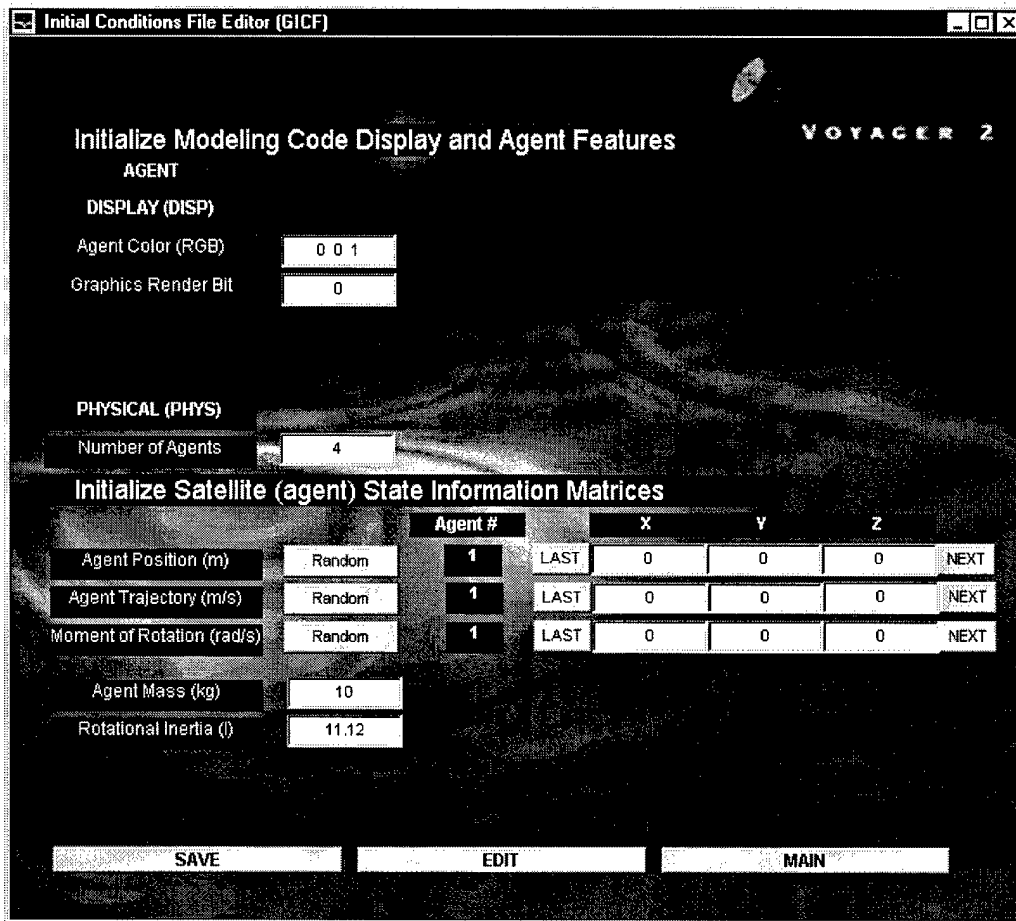 Initial Conditions File Editor (GICF)
VOYAGER 2
Initialize Modeling Code Display and Agent Features
AGENT
DISPLAY (DISP)
Agent Color (RGB) 0 0 1
Graphics Render Bit 0
PHYSICAL (PHYS)
Number of Agents 4
Initialize Satellite (agent) State Information Matrices
Agent # X Y Z
Agent Position (m) Random 1 LAST 0 0 0 NEXT
Agent Trajectory (m/s) Random 1 LAST 0 0 0 NEXT
Moment of Rotation (rad/s) Random 1 LAST 0 0 0 NEXT
Agent Mass (kg) 10
Rotational Inertia (I) 11.12
SAVE EDIT MAIN